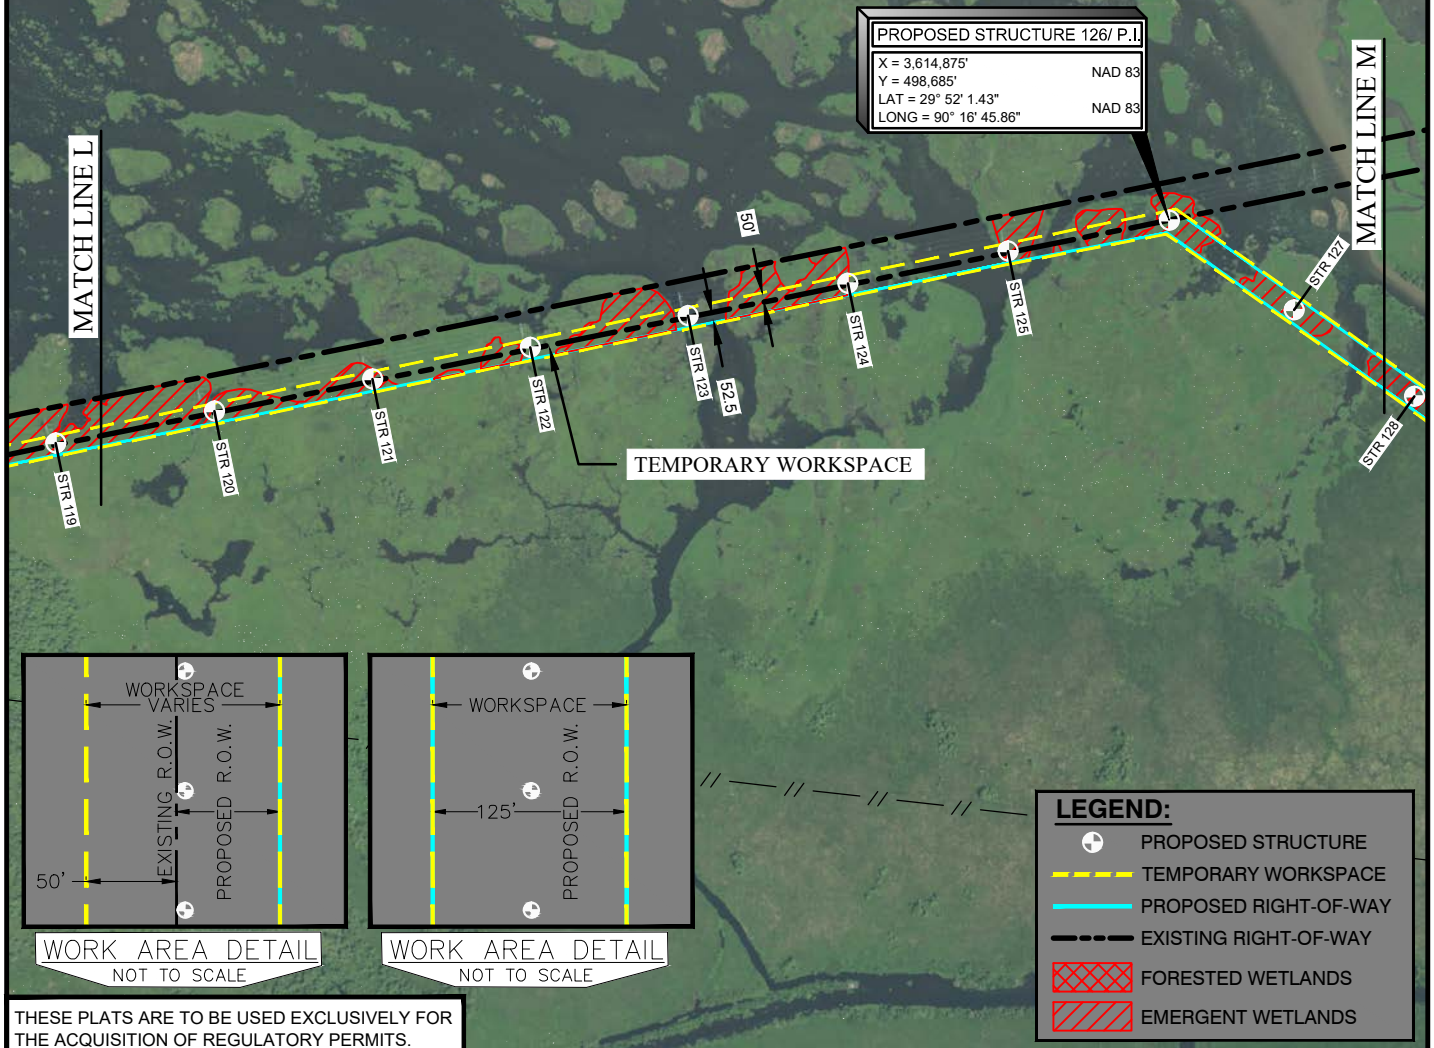 PROPOSED STRUCTURE 126/ P.I.
X = 3,614,875'
Y = 498,685'
NAD 83
LAT = 29° 52' 1.43"
LONG = 90° 16' 45.86"
NAD 83
MATCH LINE L
MATCH LINE M
50'
52.5
STR 119
STR 120
STR 121
STR 122
STR 123
STR 124
STR 125
STR 127
STR 128
TEMPORARY WORKSPACE
WORKSPACE
VARIES
EXISTING R.O.W.
PROPOSED R.O.W.
50'
WORK AREA DETAIL
NOT TO SCALE
WORKSPACE
125'
PROPOSED R.O.W.
WORK AREA DETAIL
NOT TO SCALE
LEGEND:
PROPOSED STRUCTURE
TEMPORARY WORKSPACE
PROPOSED RIGHT-OF-WAY
EXISTING RIGHT-OF-WAY
FORESTED WETLANDS
EMERGENT WETLANDS
THESE PLATS ARE TO BE USED EXCLUSIVELY FOR
THE ACQUISITION OF REGULATORY PERMITS.